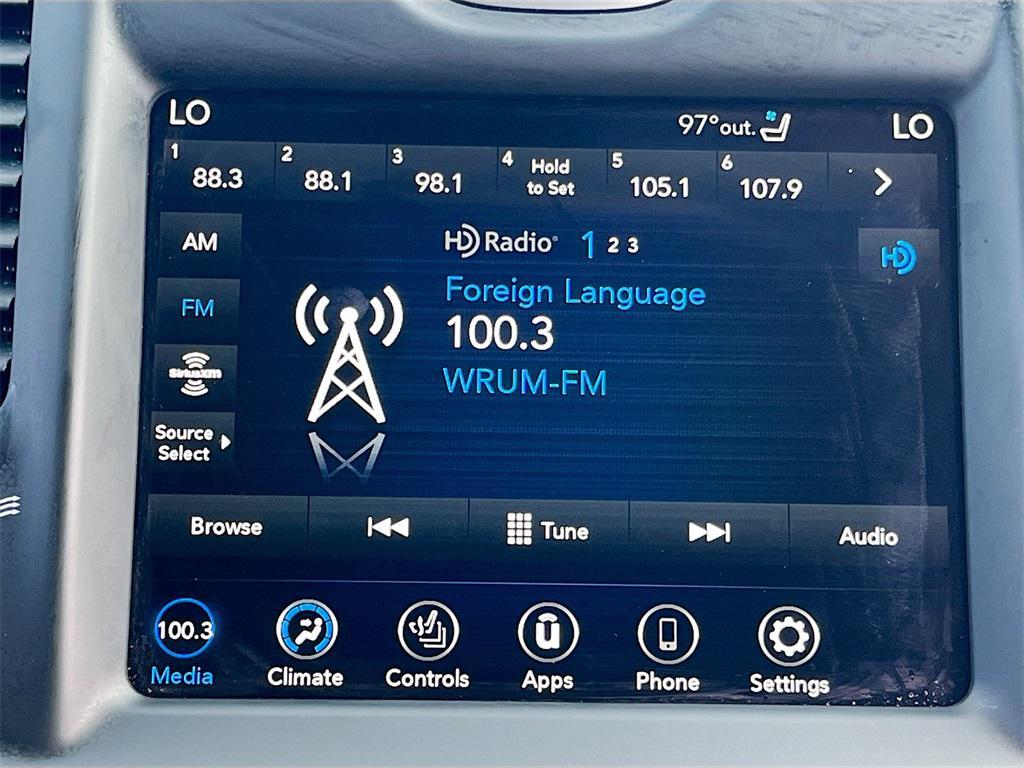 LO
97°out.
LO
1 88.3
2 88.1
3 98.1
4 Hold to Set
5 105.1
6 107.9
AM
HD Radio® 1 2 3
HD
Foreign Language
FM
100.3
SiriusXM
WRUM-FM
Source
Select
Browse
Tune
Audio
100.3
Media
Climate
Controls
Apps
Phone
Settings